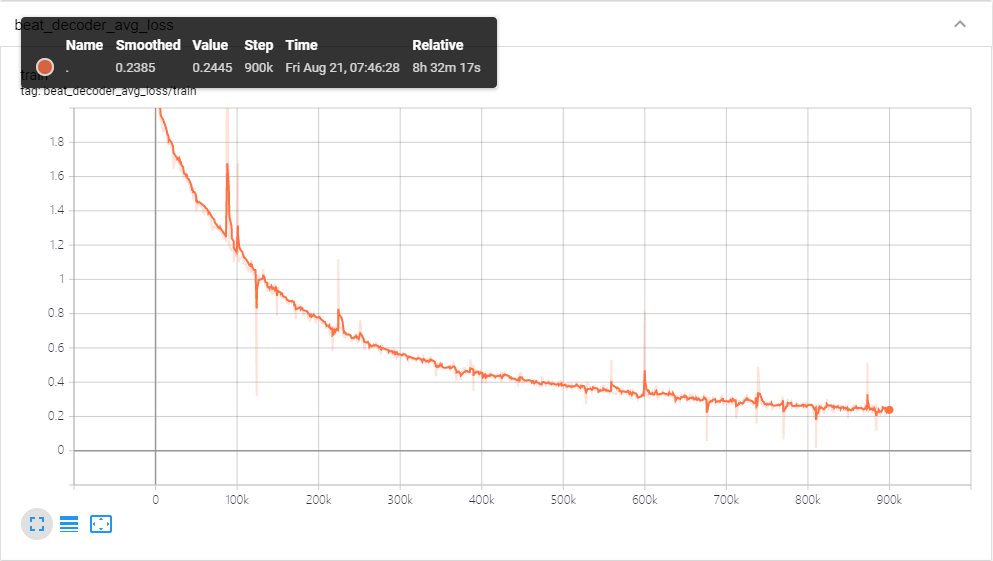 beat_decoder_avg_loss
Name Smoothed Value Step Time Relative
. 0.2385 0.2445 900k Fri Aug 21, 07:46:28 8h 32m 17s
train
tag: beat_decoder_avg_loss/train
1.8
1.6
1.4
1.2
1
0.8
0.6
0.4
0.2
0
0 100k 200k 300k 400k 500k 600k 700k 800k 900k